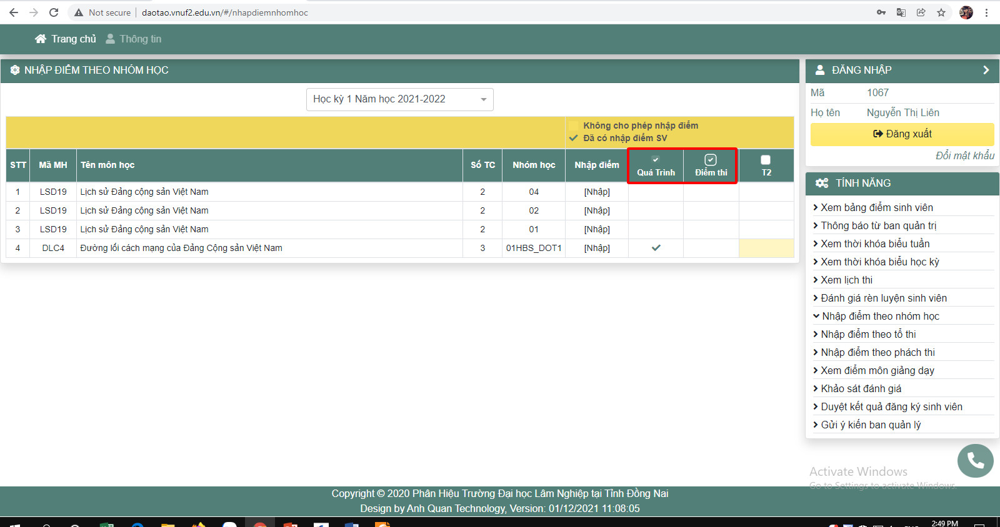 Not secure | daotao.vnuf2.edu.vn/#/nhapdiemnhomhoc
Trang chủ Thông tin
NHẬP ĐIỂM THEO NHÓM HỌC
Học kỳ 1 Năm học 2021-2022
Không cho phép nhập điểm
Đã có nhập điểm SV
STT Mã MH Tên môn học Số TC Nhóm học Nhập điểm Quá Trình Điểm thi T2
1 LSD19 Lịch sử Đảng cộng sản Việt Nam 2 04 [Nhập]
2 LSD19 Lịch sử Đảng cộng sản Việt Nam 2 02 [Nhập]
3 LSD19 Lịch sử Đảng cộng sản Việt Nam 2 01 [Nhập]
4 DLC4 Đường lối cách mạng của Đảng Cộng sản Việt Nam 3 01HBS_DOT1 [Nhập]
ĐĂNG NHẬP
Mã 1067
Họ tên Nguyễn Thị Liên
Đăng xuất
Đổi mật khẩu
TÍNH NĂNG
Xem bảng điểm sinh viên
Thông báo từ ban quản trị
Xem thời khóa biểu tuần
Xem thời khóa biểu học kỳ
Xem lịch thi
Đánh giá rèn luyện sinh viên
Nhập điểm theo nhóm học
Nhập điểm theo tổ thi
Nhập điểm theo phách thi
Xem điểm môn giảng dạy
Khảo sát đánh giá
Duyệt kết quả đăng ký sinh viên
Gửi ý kiến ban quản lý
Activate Windows
Go to Settings to activate Windows.
Copyright © 2020 Phân Hiệu Trường Đại học Lâm Nghiệp tại Tỉnh Đồng Nai
Design by Anh Quan Technology, Version: 01/12/2021 11:08:05
2:49 PM